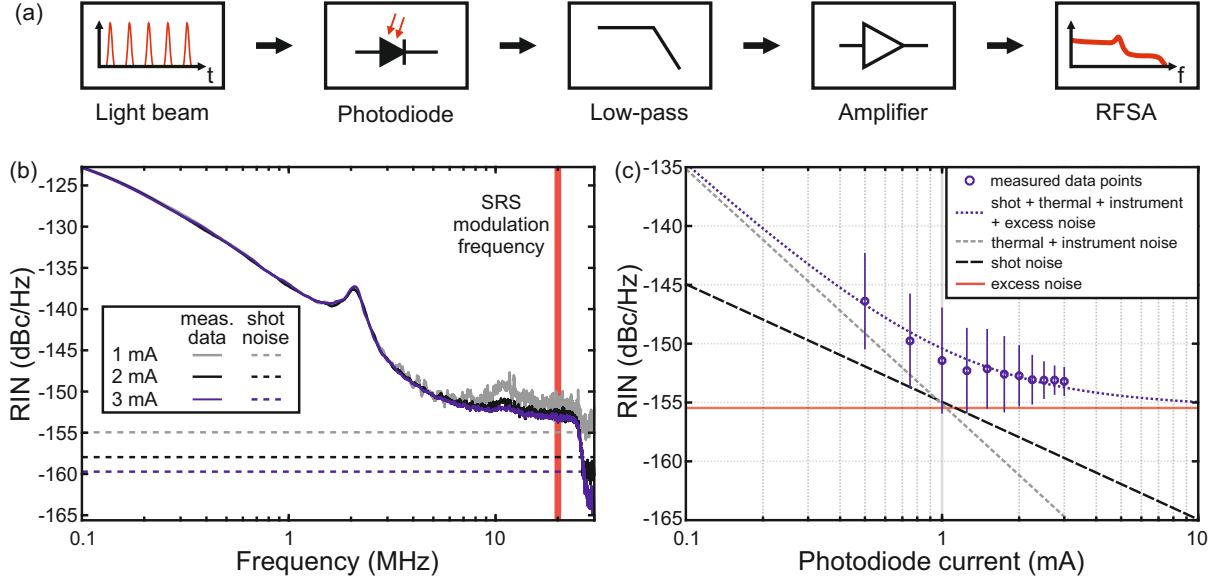 (a)
t
f
Light beam
Photodiode
Low-pass
Amplifier
RFSA
(b)
RIN (dBc/Hz)
-125
-130
-135
-140
-145
-150
-155
-160
-165
SRS
modulation
frequency
meas. shot
data noise
1 mA
2 mA
3 mA
0.1
1
10
Frequency (MHz)
(c)
RIN (dBc/Hz)
-135
-140
-145
-150
-155
-160
-165
measured data points
shot + thermal + instrument
+ excess noise
thermal + instrument noise
shot noise
excess noise
0.1
1
10
Photodiode current (mA)